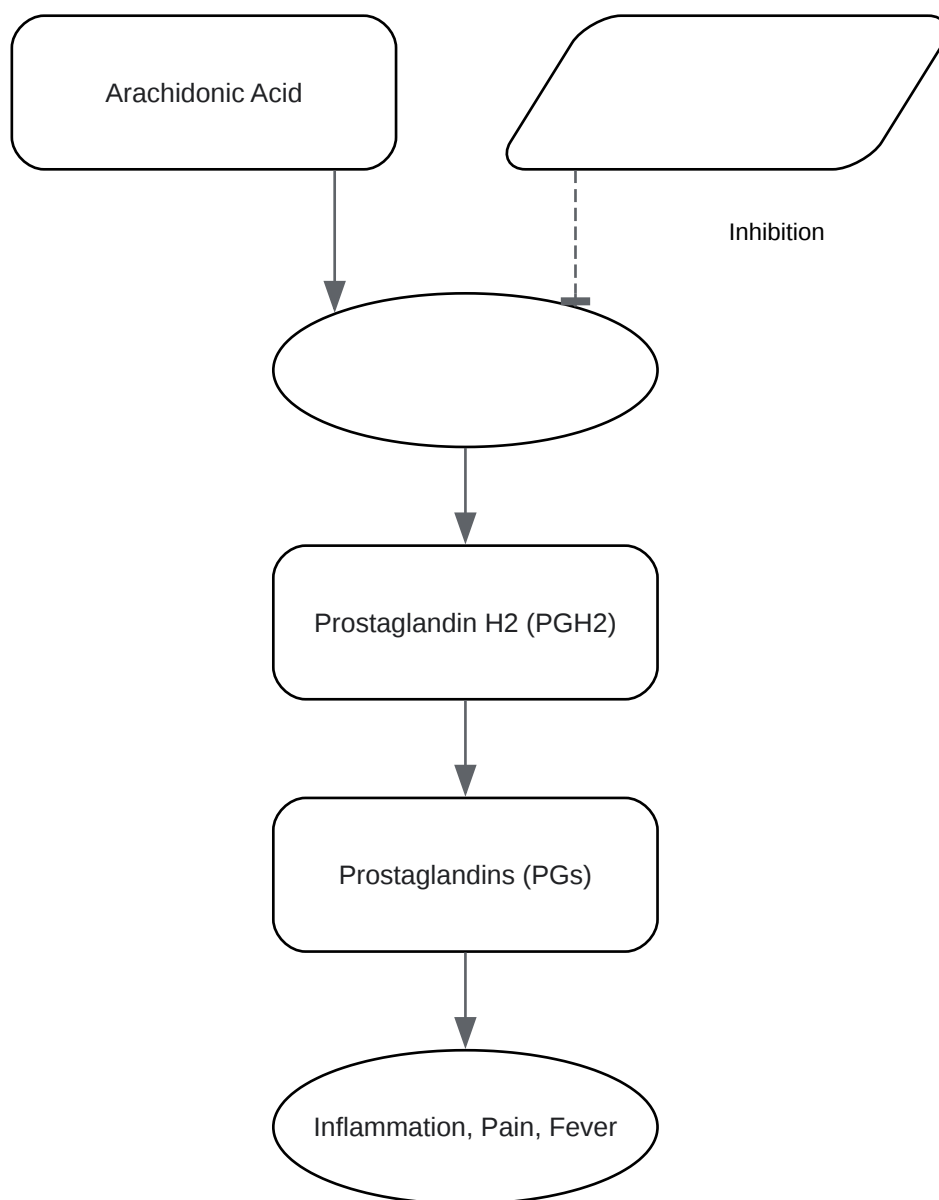 Arachidonic Acid
Inhibition
Prostaglandin H2 (PGH2)
Prostaglandins (PGs)
Inflammation, Pain, Fever